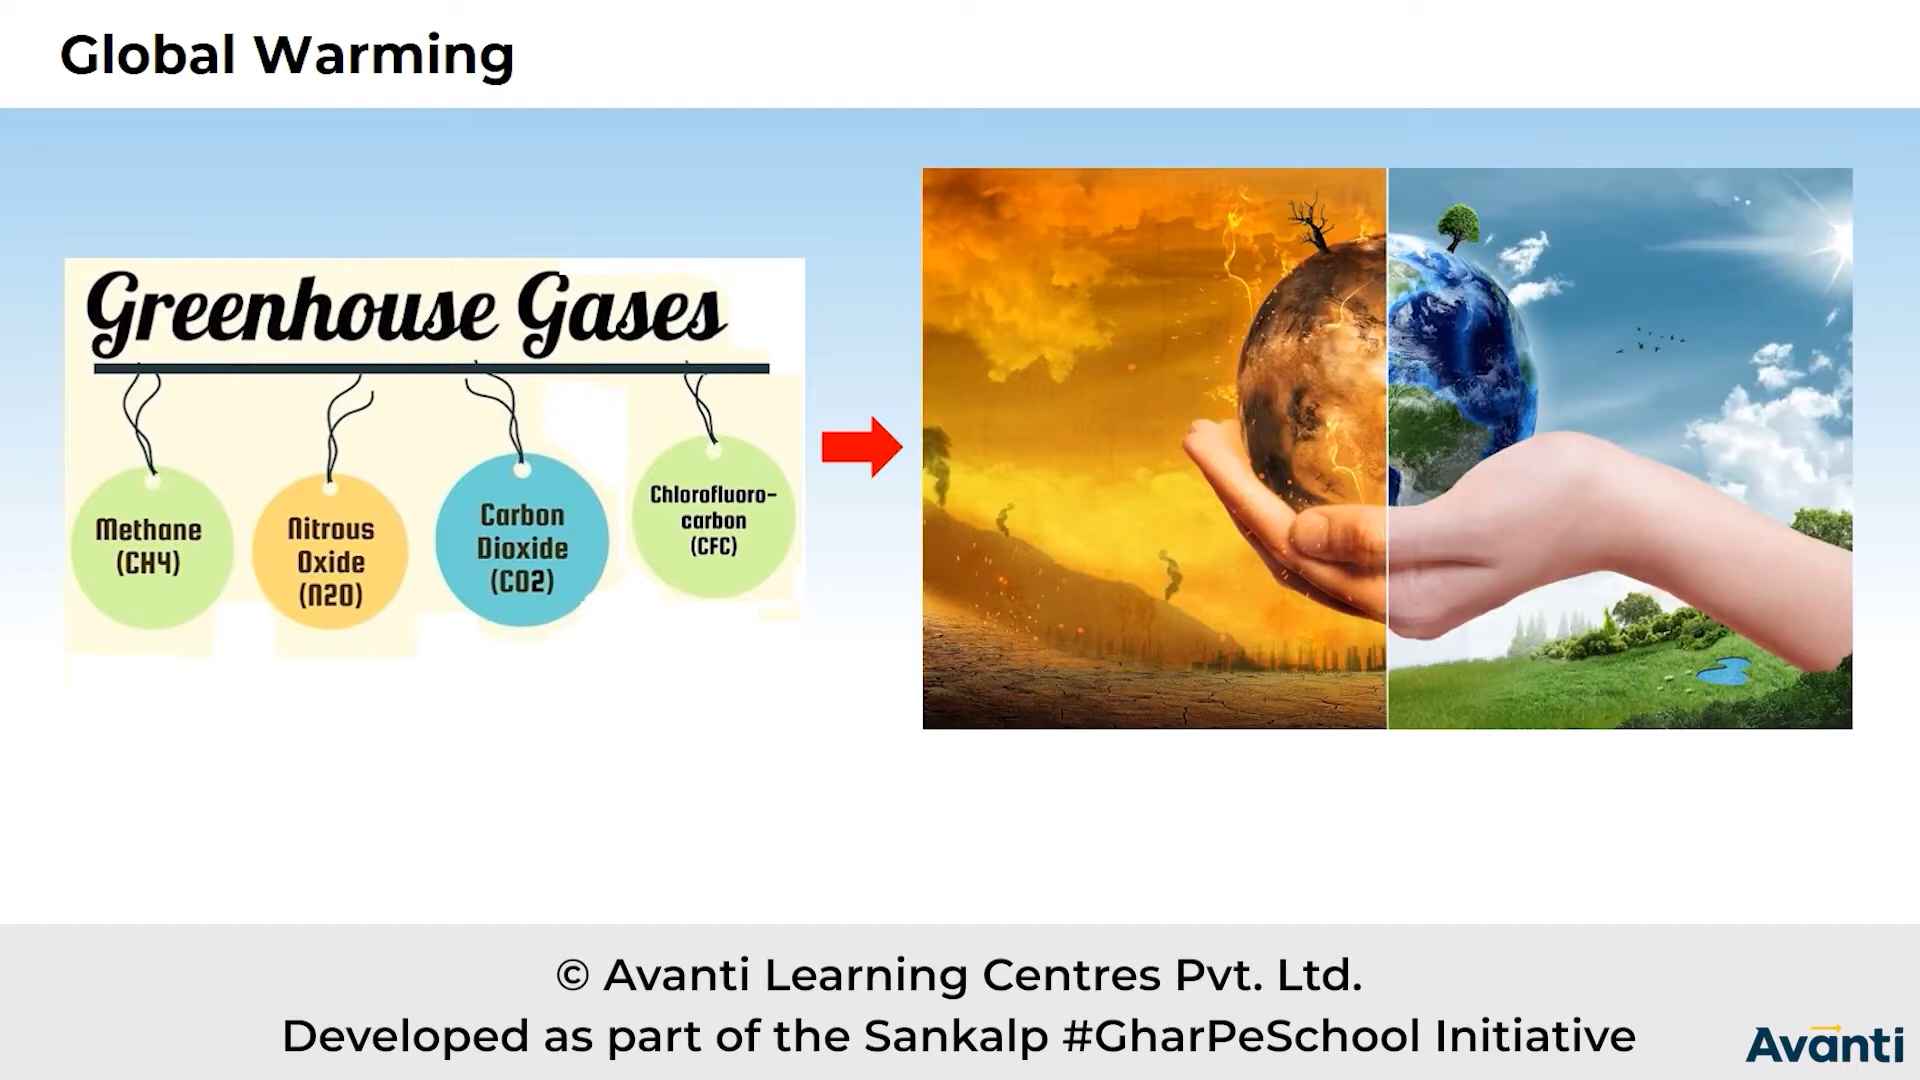 Global Warming
Greenhouse Gases
Methane
(CH4)
Nitrous
Oxide
(N2O)
Carbon
Dioxide
(CO2)
Chlorofluoro-
carbon
(CFC)
© Avanti Learning Centres Pvt. Ltd.
Developed as part of the Sankalp #GharPeSchool Initiative
Avanti